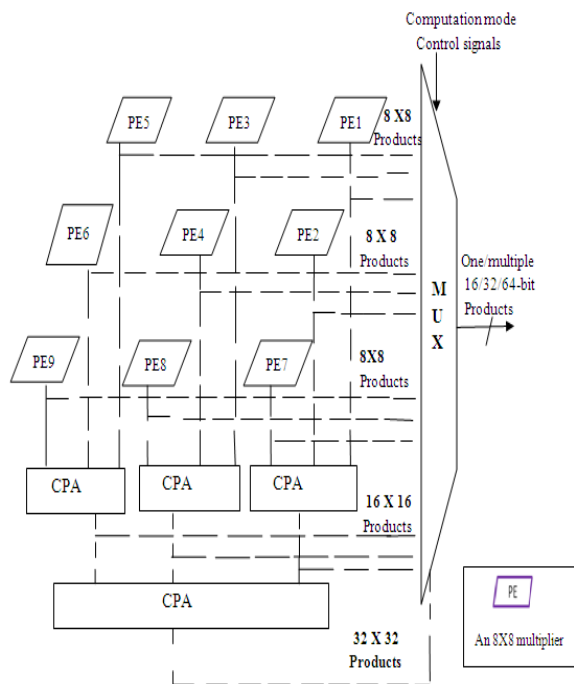 Computation mode
Control signals
PE5
PE3
PE1
8 X8
Products
PE6
PE4
PE2
8 X 8
Products
One/multiple
16/32/64-bit
Products
M
U
X
PE9
PE8
PE7
8X8
Products
CPA
CPA
CPA
16 X 16
Products
CPA
32 X 32
Products
PE
An 8X8 multiplier